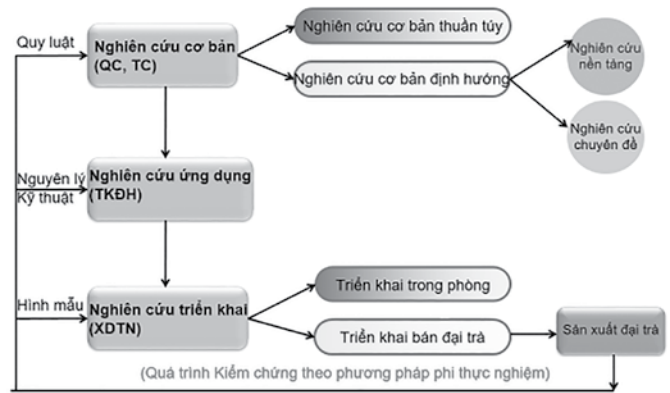 Quy luật
Nghiên cứu cơ bản
(QC, TC)
Nghiên cứu cơ bản thuần túy
Nghiên cứu cơ bản định hướng
Nghiên cứu
nền tảng
Nghiên cứu
chuyên đề
Nguyên lý
Kỹ thuật
Nghiên cứu ứng dụng
(TKĐH)
Hình mẫu
Nghiên cứu triển khai
(XDTN)
Triển khai trong phòng
Triển khai bán đại trà
Sản xuất đại trà
(Quá trình Kiểm chứng theo phương pháp phi thực nghiệm)